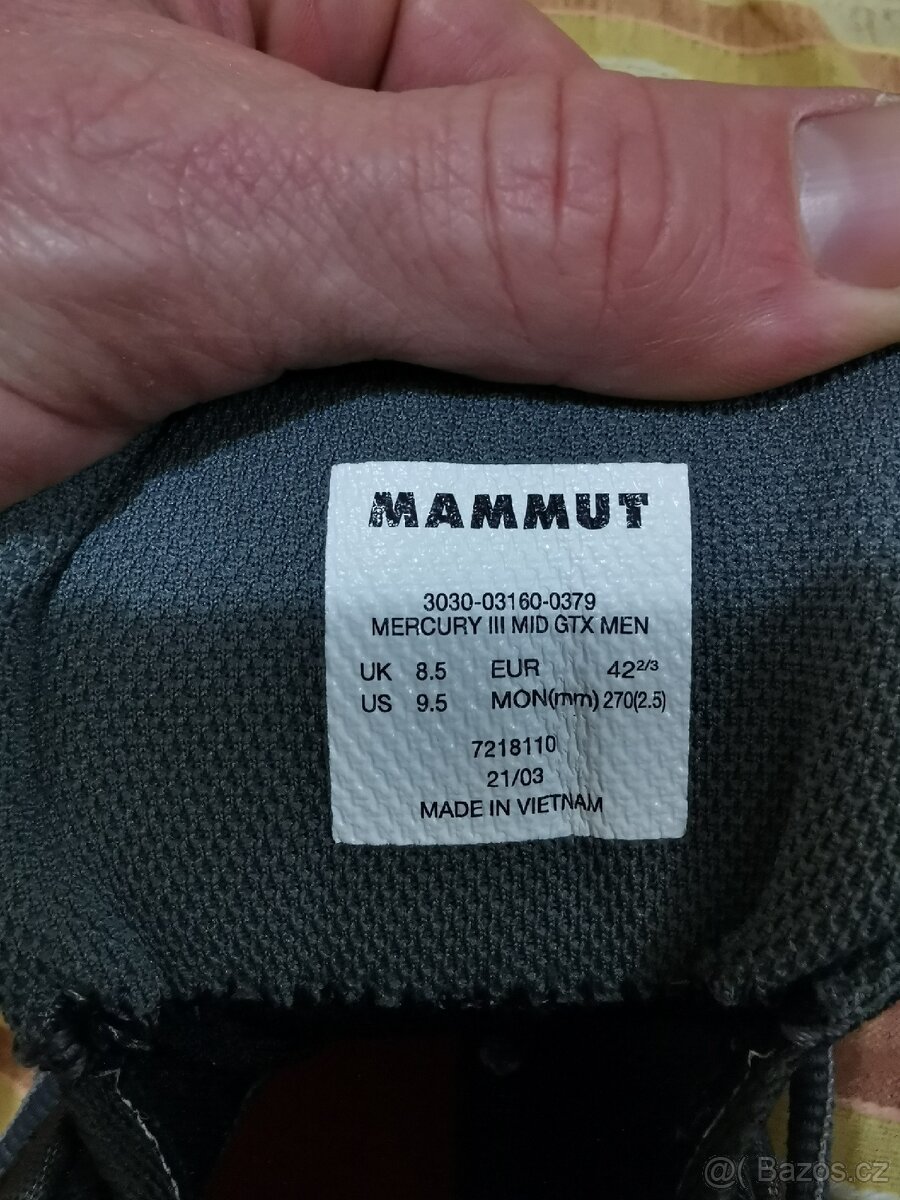 MAMMUT
3030-03160-0379
MERCURY III MID GTX MEN
UK 8.5 EUR 42 2/3
US 9.5 MON(mm) 270(2.5)
7218110
21/03
MADE IN VIETNAM
@( Bazoš.cz